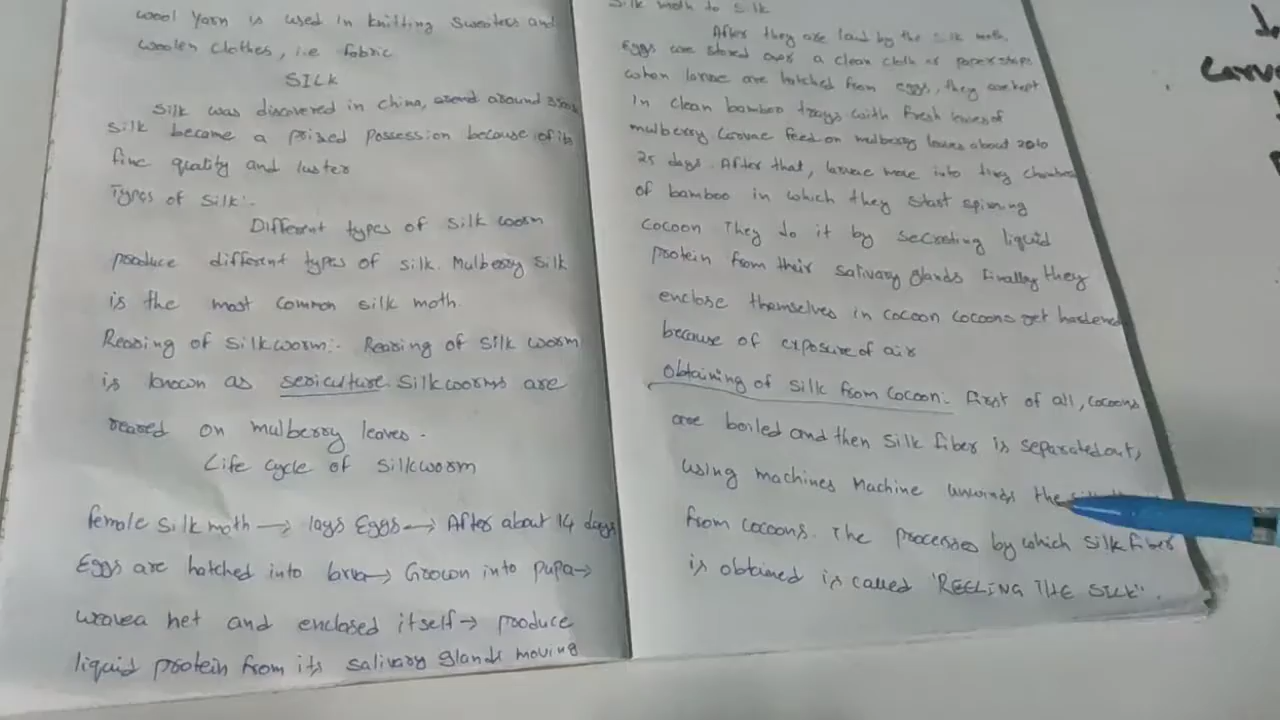 wool yarn is used in knitting sweaters and
woolen clothes, i.e fabric
SILK
Silk was discovered in china, around
silk became a prized possession because of its
fine quality and luster
Types of silk:-
Different types of silk worm
produce different types of silk. Mulberry silk
is the most common silk moth.
Rearing of silkworm:- Rearing of silk worm
is known as sericulture. Silkworms are
reared on mulberry leaves.
Life cycle of silkworm
female silk moth → lays Eggs → After about 14 days
Eggs are hatched into larva → Grown into pupa →
weave a net and enclosed itself → produce
liquid protein from its salivary glands moving
silk moth to silk
After they are laid by the silk moth,
Eggs are stored over a clean cloth or paper strips
when larvae are hatched from eggs, they are kept
in clean bamboo trays with fresh leaves of
mulberry Larvae feed on mulberry leaves about 20 to
25 days. After that, larvae move into tiny chambers
of bamboo in which they start spining
cocoon They do it by secreting liquid
protein from their salivary glands finally they
enclose themselves in cocoon cocoons get hardened
because of exposure of air
obtaining of silk from cocoon:- First of all, cocoons
are boiled and then silk fiber is separated out,
using machines Machine unwinds the
from cocoons. The processes by which silk fiber
is obtained is called 'REELING THE SILK'.